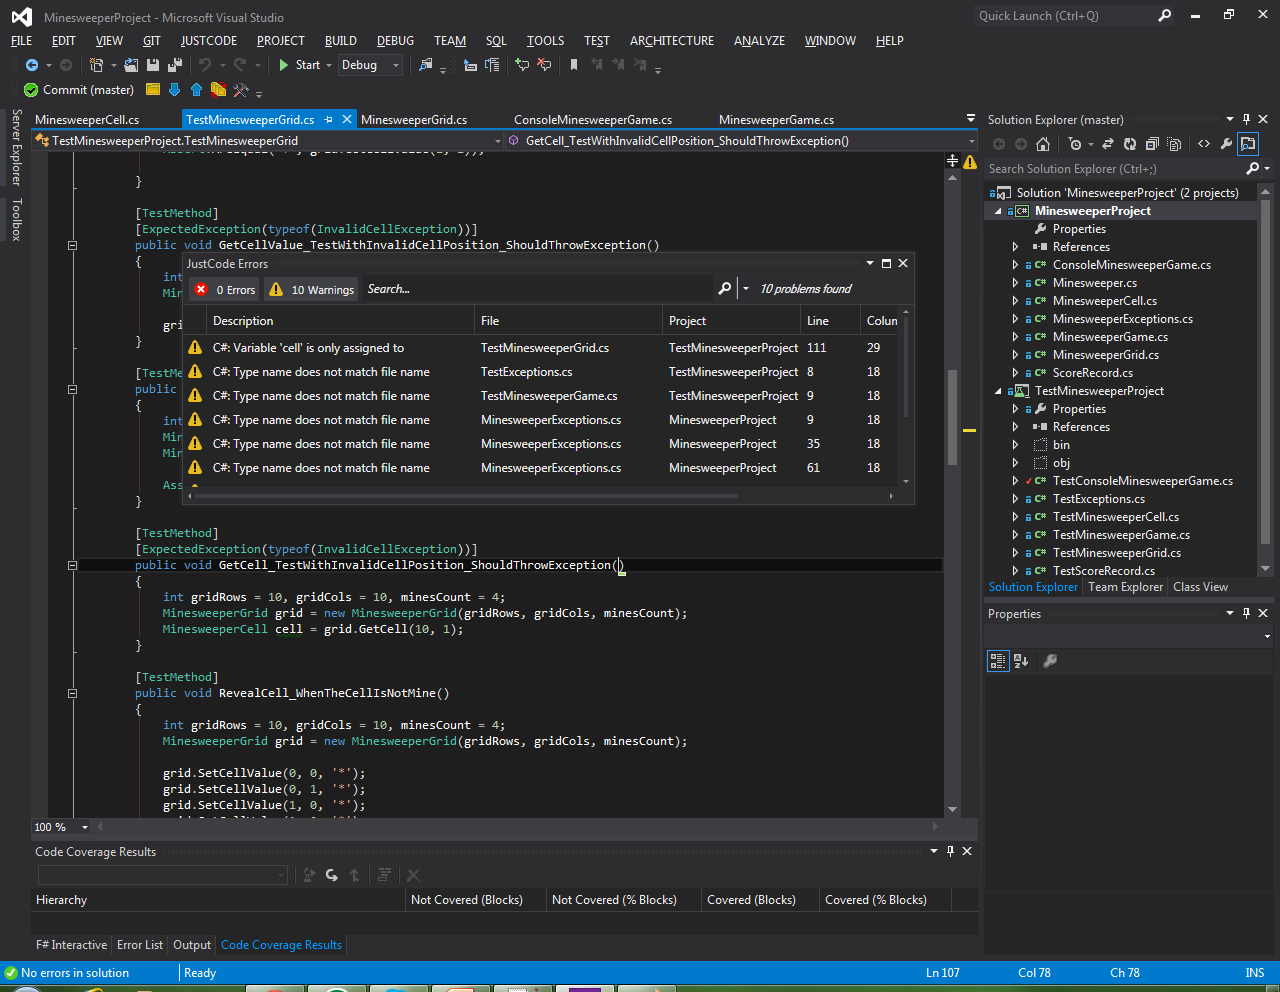 MinesweeperProject - Microsoft Visual Studio
Quick Launch (Ctrl+Q)
FILE EDIT VIEW GIT JUSTCODE PROJECT BUILD DEBUG TEAM SQL TOOLS TEST ARCHITECTURE ANALYZE WINDOW HELP
Start Debug
Commit (master)
Server Explorer
Toolbox
MinesweeperCell.cs TestMinesweeperGrid.cs MinesweeperGrid.cs ConsoleMinesweeperGame.cs MinesweeperGame.cs
TestMinesweeperProject.TestMinesweeperGrid GetCell_TestWithInvalidCellPosition_ShouldThrowException()
}
[TestMethod]
[ExpectedException(typeof(InvalidCellException))]
public void GetCellValue_TestWithInvalidCellPosition_ShouldThrowException()
{
int
Min
gri
}
[TestMe
public
{
int
Min
Min
Ass
}
JustCode Errors
0 Errors 10 Warnings Search... 10 problems found
Description File Project Line Colun
C#: Variable 'cell' is only assigned to TestMinesweeperGrid.cs TestMinesweeperProject 111 29
C#: Type name does not match file name TestExceptions.cs TestMinesweeperProject 8 18
C#: Type name does not match file name TestMinesweeperGame.cs TestMinesweeperProject 9 18
C#: Type name does not match file name MinesweeperExceptions.cs MinesweeperProject 9 18
C#: Type name does not match file name MinesweeperExceptions.cs MinesweeperProject 35 18
C#: Type name does not match file name MinesweeperExceptions.cs MinesweeperProject 61 18
[TestMethod]
[ExpectedException(typeof(InvalidCellException))]
public void GetCell_TestWithInvalidCellPosition_ShouldThrowException()
{
int gridRows = 10, gridCols = 10, minesCount = 4;
MinesweeperGrid grid = new MinesweeperGrid(gridRows, gridCols, minesCount);
MinesweeperCell cell = grid.GetCell(10, 1);
}
[TestMethod]
public void RevealCell_WhenTheCellIsNotMine()
{
int gridRows = 10, gridCols = 10, minesCount = 4;
MinesweeperGrid grid = new MinesweeperGrid(gridRows, gridCols, minesCount);
grid.SetCellValue(0, 0, '*');
grid.SetCellValue(0, 1, '*');
grid.SetCellValue(1, 0, '*');
100 %
Code Coverage Results
Hierarchy Not Covered (Blocks) Not Covered (% Blocks) Covered (Blocks) Covered (% Blocks)
F# Interactive Error List Output Code Coverage Results
Solution Explorer (master)
Search Solution Explorer (Ctrl+;)
Solution 'MinesweeperProject' (2 projects)
C# MinesweeperProject
Properties
References
C# ConsoleMinesweeperGame.cs
C# Minesweeper.cs
C# MinesweeperCell.cs
C# MinesweeperExceptions.cs
C# MinesweeperGame.cs
C# MinesweeperGrid.cs
C# ScoreRecord.cs
TestMinesweeperProject
Properties
References
bin
obj
C# TestConsoleMinesweeperGame.cs
C# TestExceptions.cs
C# TestMinesweeperCell.cs
C# TestMinesweeperGame.cs
C# TestMinesweeperGrid.cs
C# TestScoreRecord.cs
Solution Explorer Team Explorer Class View
Properties
No errors in solution Ready Ln 107 Col 78 Ch 78 INS